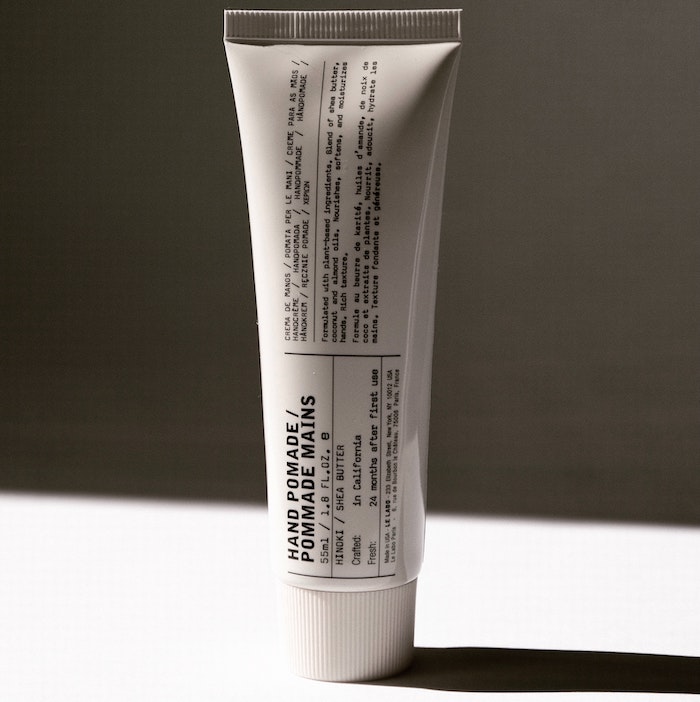 HAND POMADE/
POMMADE MAINS
55ml / 1.8 FL.OZ. e
HINOKI / SHEA BUTTER
Crafted: in California
Fresh: 24 months after first use
Made in USA - LE LABO - 233 Elizabeth Street, New York, NY 10012 USA
Le Labo Paris - 6, rue de Bourbon le Château, 75006 Paris, France
CREMA DE MANOS / POMATA PER LE MANI / CREME PARA AS MÃOS /
HANDCRÈME / HANDPOMADA / HANDPOMMADE / HÅNDPOMADE /
HÅNDKREM / RĘCZNIE POMADE / ΧΕΡΙΩΝ
Formulated with plant-based ingredients. Blend of shea butter,
coconut and almond oils. Nourishes, softens, and moisturizes
hands. Rich texture.
Formule au beurre de karité, huiles d'amande, de noix de
coco et extraits de plantes. Nourrit, adoucit, hydrate les
mains. Texture fondante et généreuse.